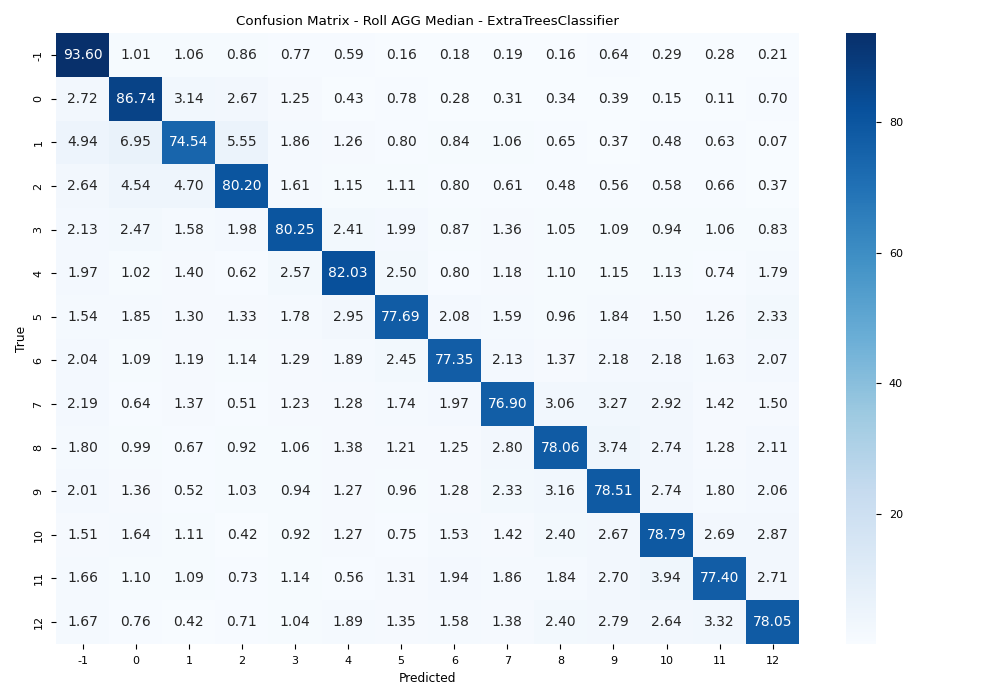 Confusion Matrix - Roll AGG Median - ExtraTreesClassifier
-1 93.60 1.01 1.06 0.86 0.77 0.59 0.16 0.18 0.19 0.16 0.64 0.29 0.28 0.21
0 2.72 86.74 3.14 2.67 1.25 0.43 0.78 0.28 0.31 0.34 0.39 0.15 0.11 0.70
1 4.94 6.95 74.54 5.55 1.86 1.26 0.80 0.84 1.06 0.65 0.37 0.48 0.63 0.07
2 2.64 4.54 4.70 80.20 1.61 1.15 1.11 0.80 0.61 0.48 0.56 0.58 0.66 0.37
3 2.13 2.47 1.58 1.98 80.25 2.41 1.99 0.87 1.36 1.05 1.09 0.94 1.06 0.83
4 1.97 1.02 1.40 0.62 2.57 82.03 2.50 0.80 1.18 1.10 1.15 1.13 0.74 1.79
5 1.54 1.85 1.30 1.33 1.78 2.95 77.69 2.08 1.59 0.96 1.84 1.50 1.26 2.33
6 2.04 1.09 1.19 1.14 1.29 1.89 2.45 77.35 2.13 1.37 2.18 2.18 1.63 2.07
7 2.19 0.64 1.37 0.51 1.23 1.28 1.74 1.97 76.90 3.06 3.27 2.92 1.42 1.50
8 1.80 0.99 0.67 0.92 1.06 1.38 1.21 1.25 2.80 78.06 3.74 2.74 1.28 2.11
9 2.01 1.36 0.52 1.03 0.94 1.27 0.96 1.28 2.33 3.16 78.51 2.74 1.80 2.06
10 1.51 1.64 1.11 0.42 0.92 1.27 0.75 1.53 1.42 2.40 2.67 78.79 2.69 2.87
11 1.66 1.10 1.09 0.73 1.14 0.56 1.31 1.94 1.86 1.84 2.70 3.94 77.40 2.71
12 1.67 0.76 0.42 0.71 1.04 1.89 1.35 1.58 1.38 2.40 2.79 2.64 3.32 78.05
-1 0 1 2 3 4 5 6 7 8 9 10 11 12
Predicted
True
80
60
40
20